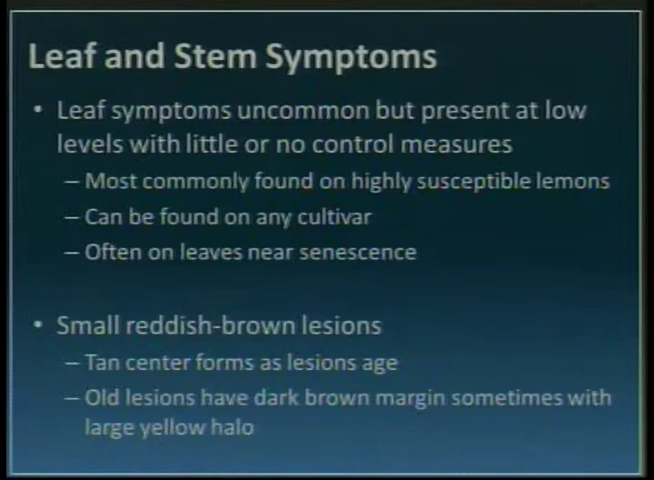 Leaf and Stem Symptoms
• Leaf symptoms uncommon but present at low
levels with little or no control measures
– Most commonly found on highly susceptible lemons
– Can be found on any cultivar
– Often on leaves near senescence
• Small reddish-brown lesions
– Tan center forms as lesions age
– Old lesions have dark brown margin sometimes with
large yellow halo